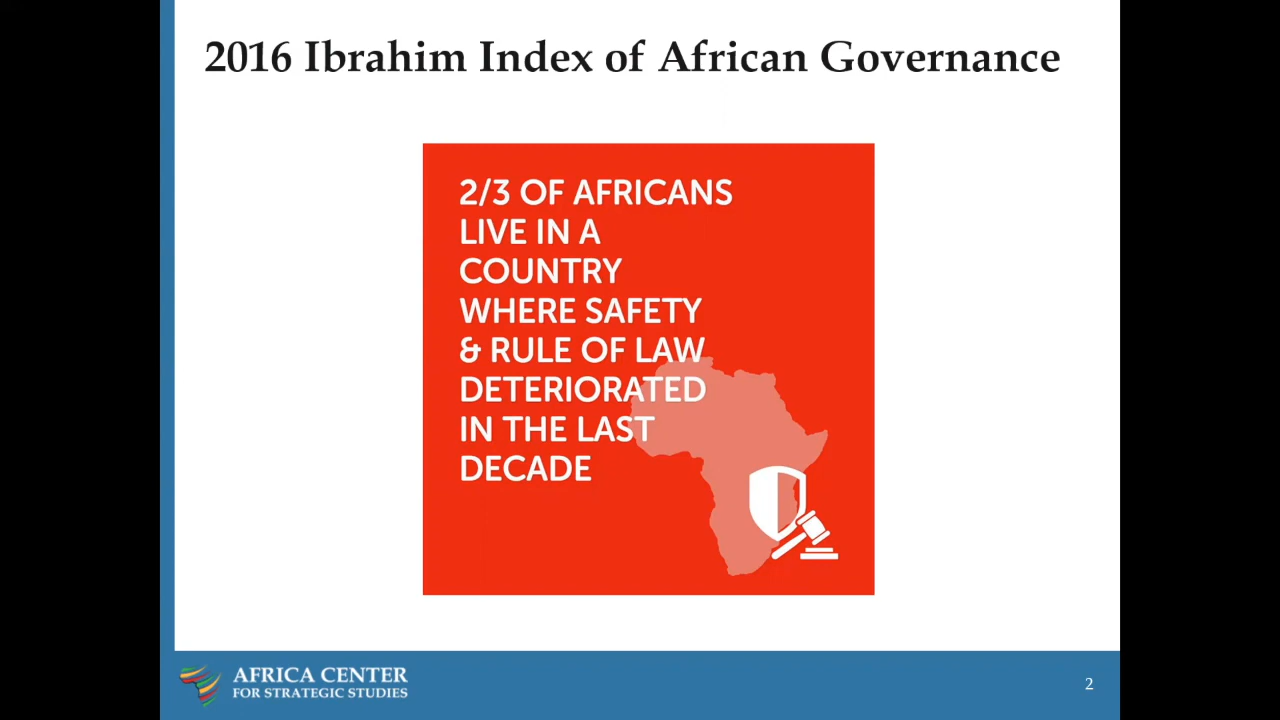 2016 Ibrahim Index of African Governance
2/3 OF AFRICANS
LIVE IN A
COUNTRY
WHERE SAFETY
& RULE OF LAW
DETERIORATED
IN THE LAST
DECADE
AFRICA CENTER
FOR STRATEGIC STUDIES
2